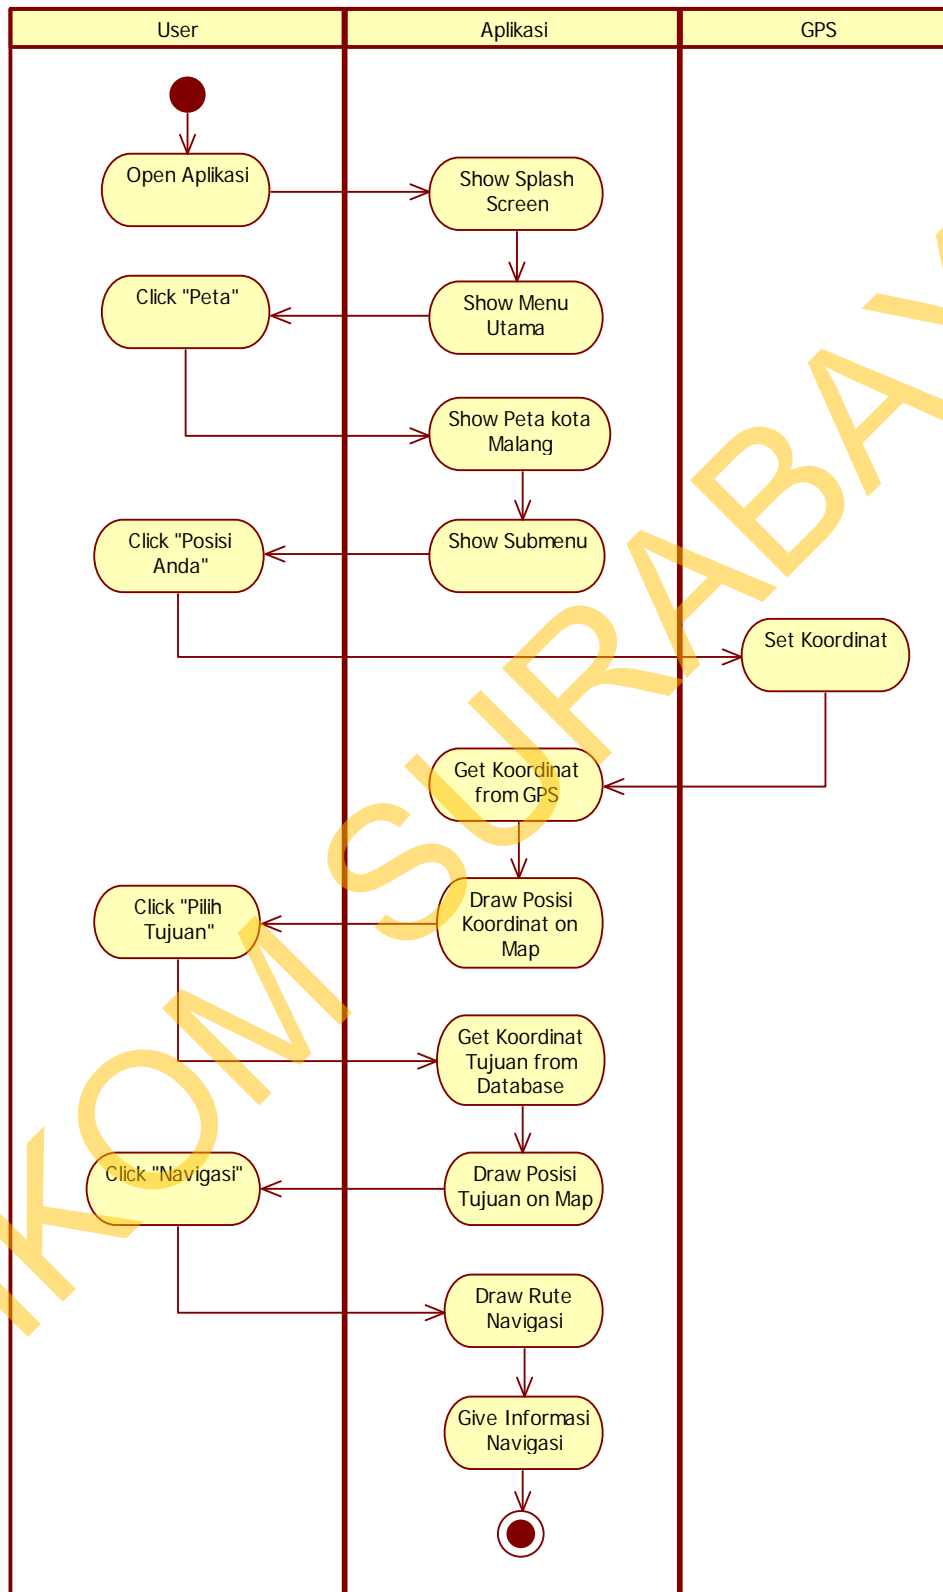 User
Aplikasi
GPS
Open Aplikasi
Show Splash
Screen
Click "Peta"
Show Menu
Utama
Show Peta kota
Malang
Click "Posisi
Anda"
Show Submenu
Set Koordinat
Get Koordinat
from GPS
Click "Pilih
Tujuan"
Draw Posisi
Koordinat on
Map
Get Koordinat
Tujuan from
Database
Click "Navigasi"
Draw Posisi
Tujuan on Map
Draw Rute
Navigasi
Give Informasi
Navigasi
IKOM SURABAY